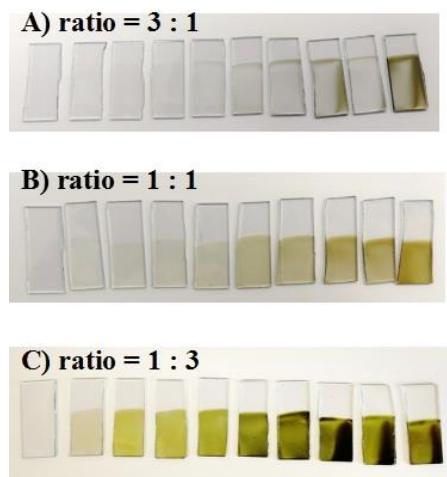 A) ratio = 3 : 1
B) ratio = 1 : 1
C) ratio = 1 : 3